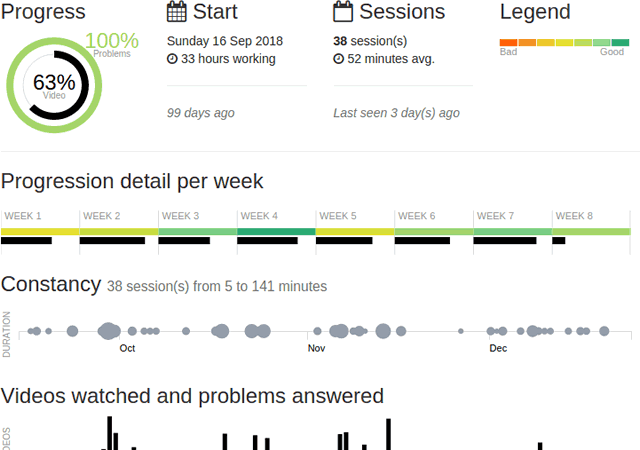 Progress
Start
Sessions
Legend
100%
Problems
63%
Video
Sunday 16 Sep 2018
33 hours working
99 days ago
38 session(s)
52 minutes avg.
Last seen 3 day(s) ago
Bad
Good
Progression detail per week
WEEK 1
WEEK 2
WEEK 3
WEEK 4
WEEK 5
WEEK 6
WEEK 7
WEEK 8
Constancy 38 session(s) from 5 to 141 minutes
DURATION
Oct
Nov
Dec
Videos watched and problems answered